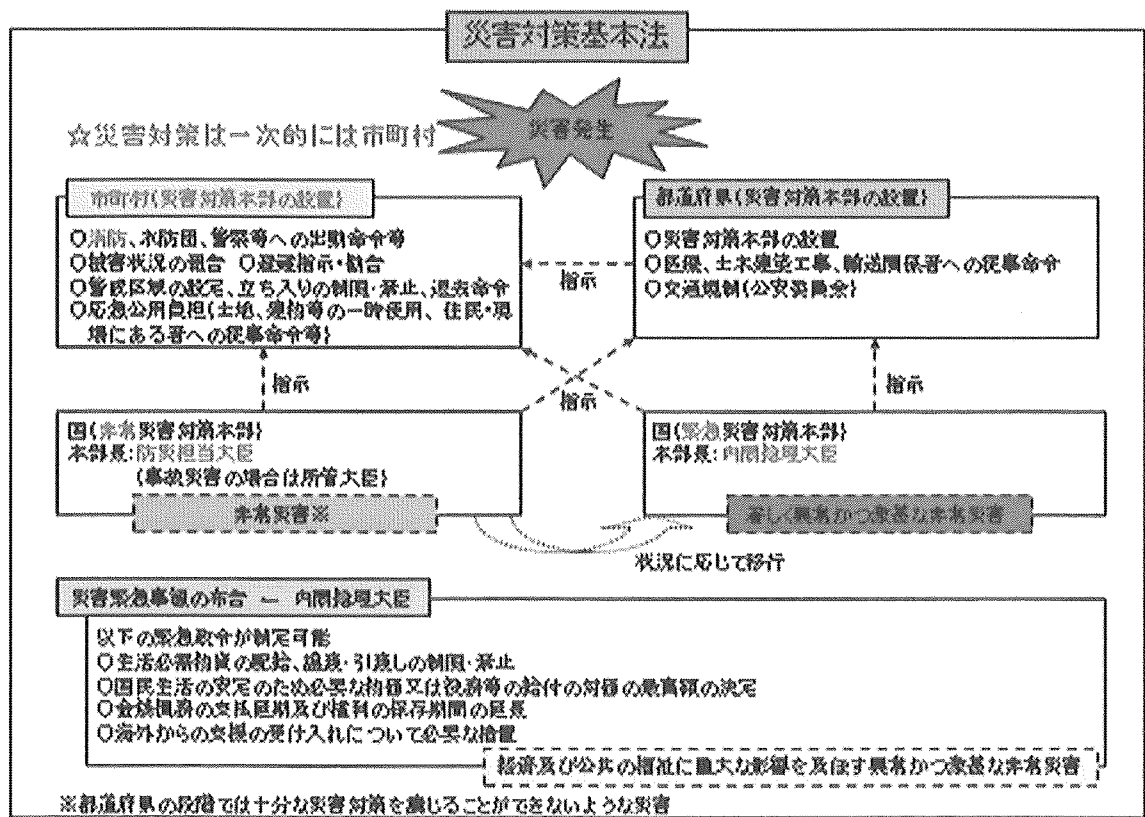 災害対策基本法
災害発生
☆災害対策は一次的には市町村
市町村(災害対策本部の設置)
○消防、水防団、警察等への出動命令等
○被害状況の報告 ○避難指示・勧告
○警戒区域の設定、立ち入りの制限・禁止、退去命令
○応急公用負担(土地、建物等の一時使用、住民・現
場にある者への従事命令等)
都道府県(災害対策本部の設置)
○災害対策本部の設置
○医療、土木建築工事、輸送関係者への従事命令
○交通規制(公安委員会)
指示
指示
指示
指示
国(非常災害対策本部)
本部長:防災担当大臣
(事故災害の場合は所管大臣)
非常災害※
国(緊急災害対策本部)
本部長:内閣総理大臣
著しく異常かつ激甚な非常災害
状況に応じて移行
災害緊急事態の布告 ー 内閣総理大臣
以下の緊急政令が制定可能
○生活必需物資の配給、譲渡・引渡しの制限・禁止
○国民生活の安定のため必要な物価又は役務等の給付の対価の最高額の決定
○金銭債務の支払延期及び権利の保存期間の延長
○海外からの支援の受け入れについて必要な措置
経済及び公共の福祉に重大な影響を及ぼす異常かつ激甚な非常災害
※都道府県の段階では十分な災害対策を講じることができないような災害